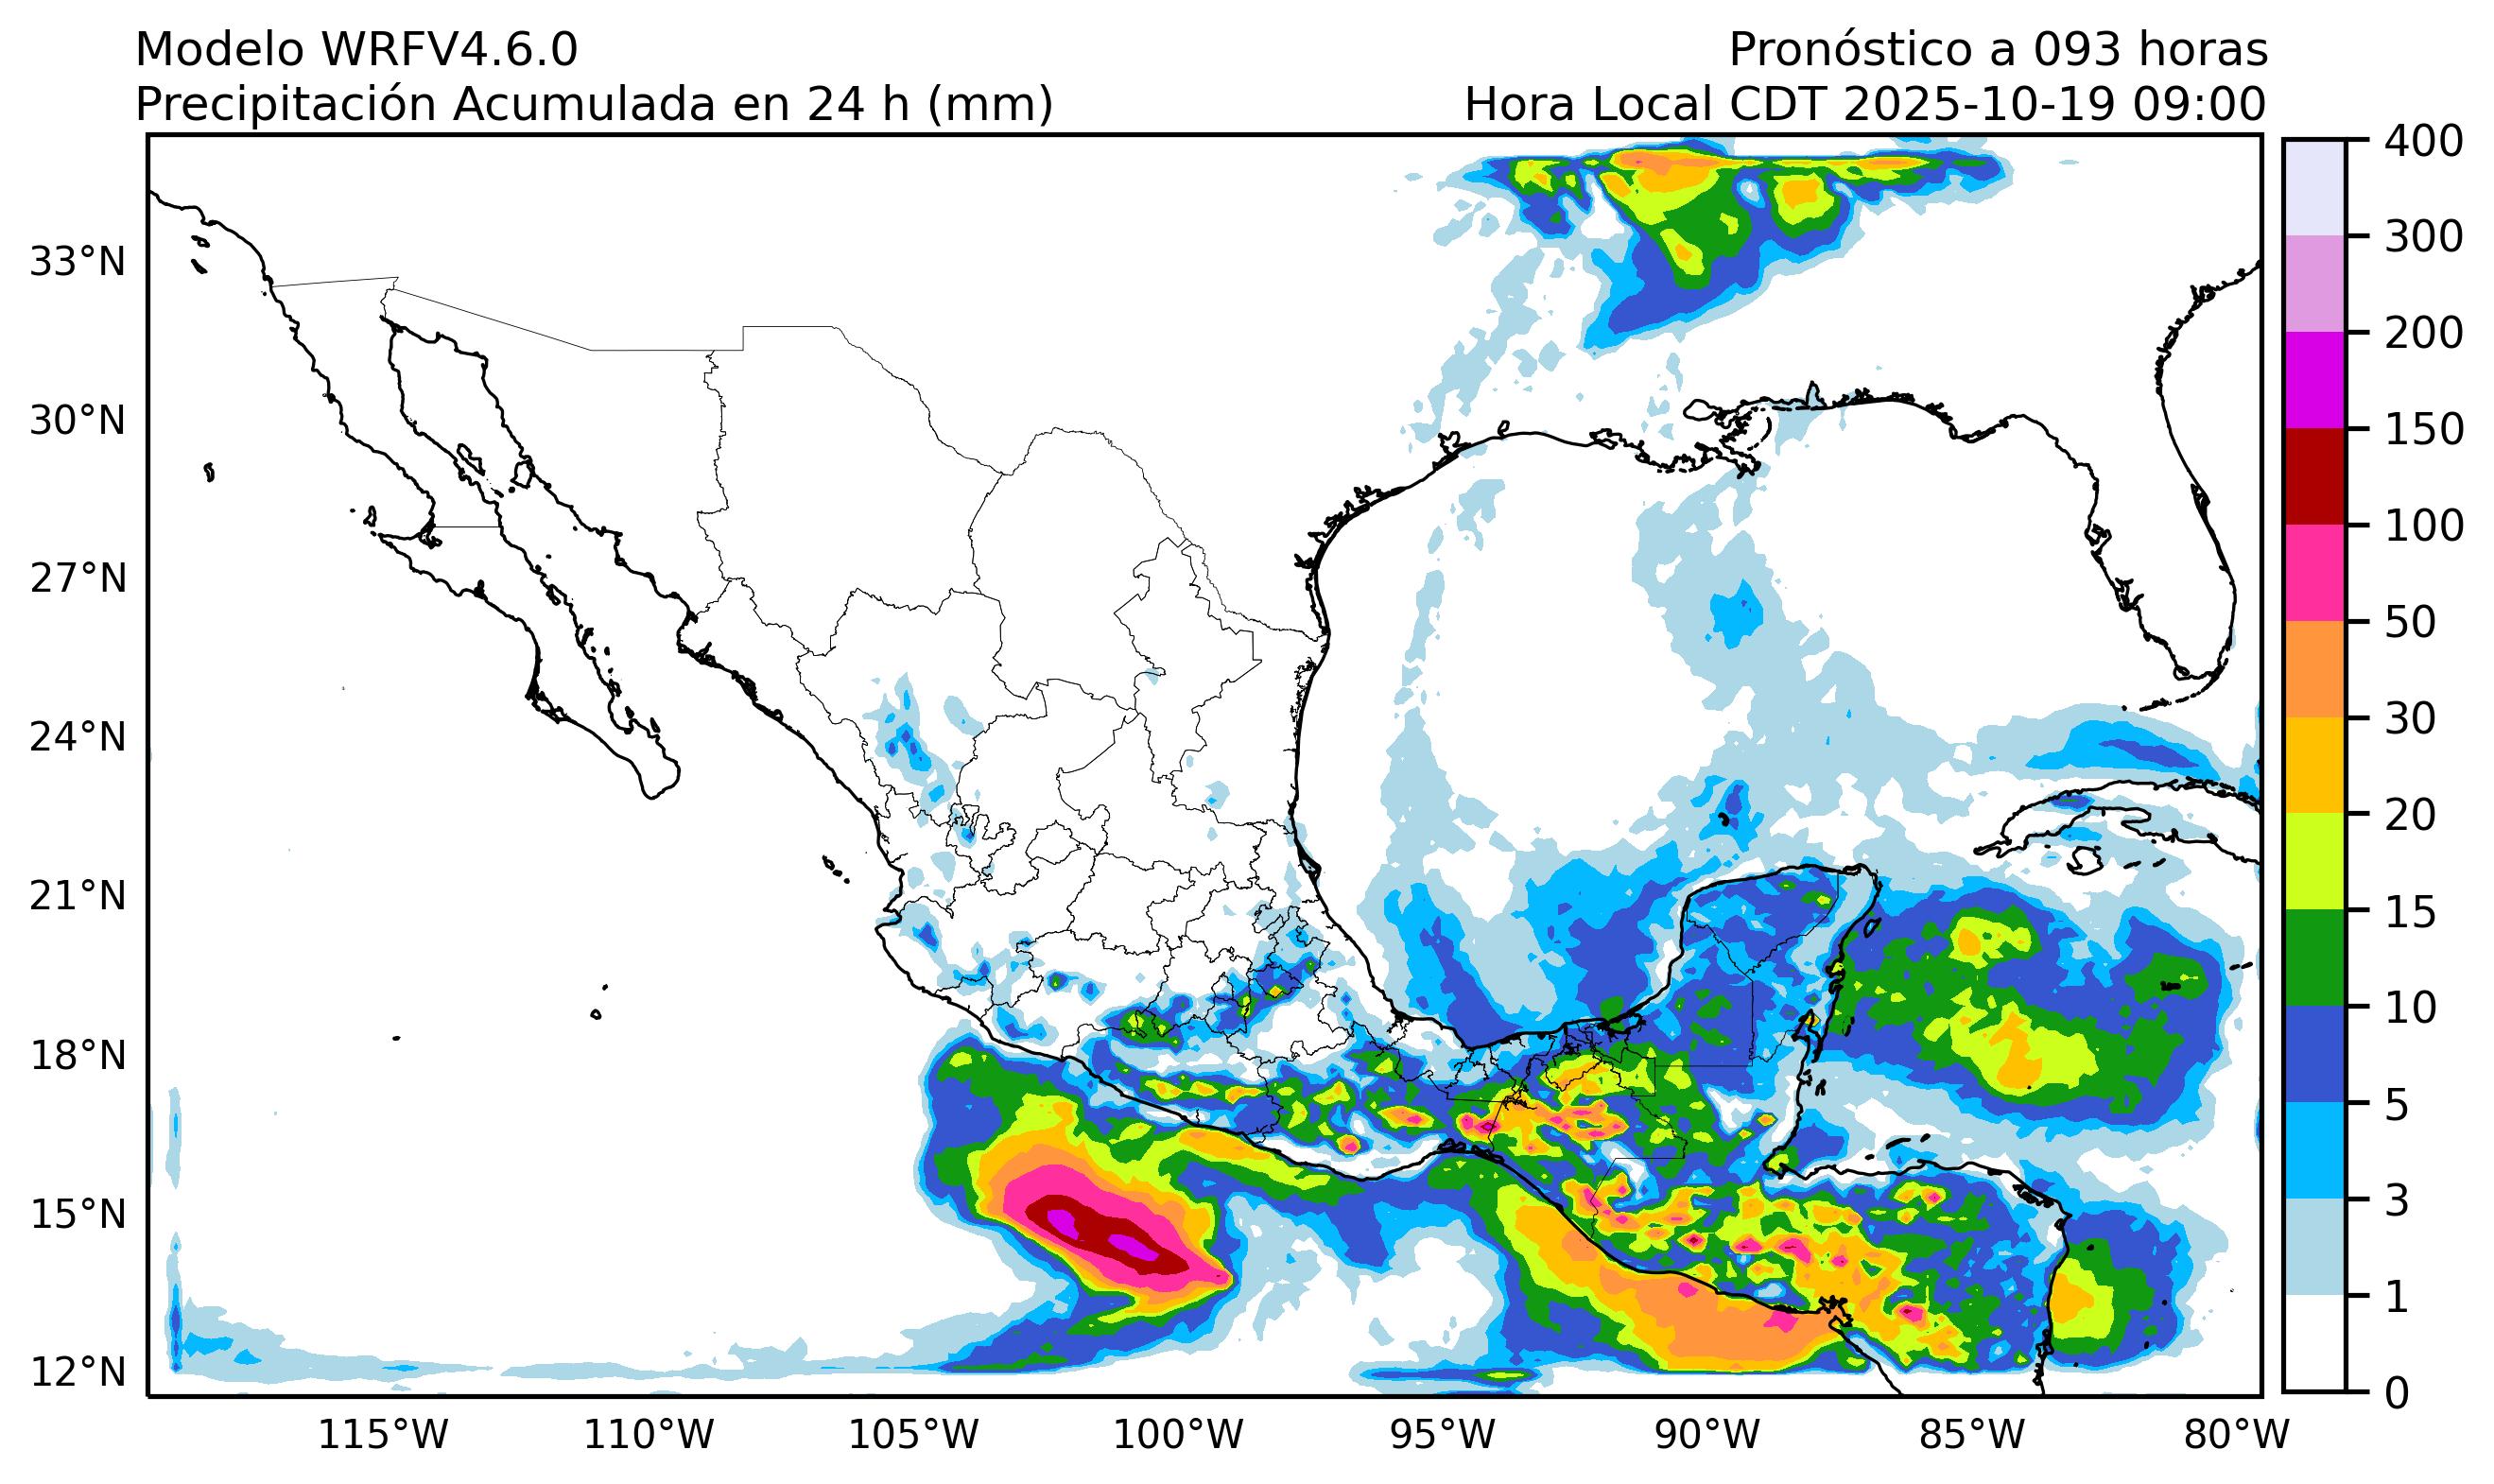 Modelo WRFV4.6.0
Pronóstico a 093 horas
Precipitación Acumulada en 24 h (mm)
Hora Local CDT 2025-10-19 09:00
33°N
30°N
27°N
24°N
21°N
18°N
15°N
12°N
115°W
110°W
105°W
100°W
95°W
90°W
85°W
80°W
400
300
200
150
100
50
30
20
15
10
5
3
1
0